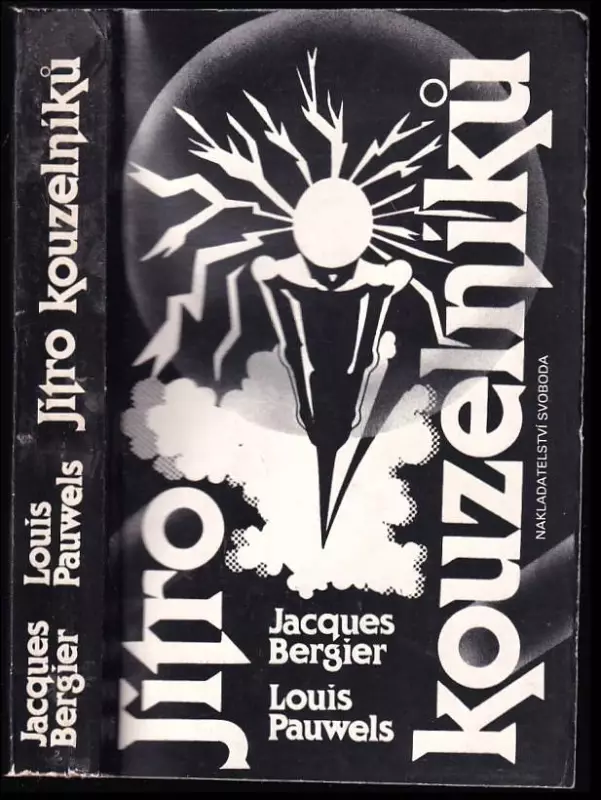 Jacques
Bergier
Louis
Pauwels
Jitro kouzelníků
Jitro
kouzelníků
Jacques
Bergier
Louis
Pauwels
NAKLADATELSTVÍ SVOBODA